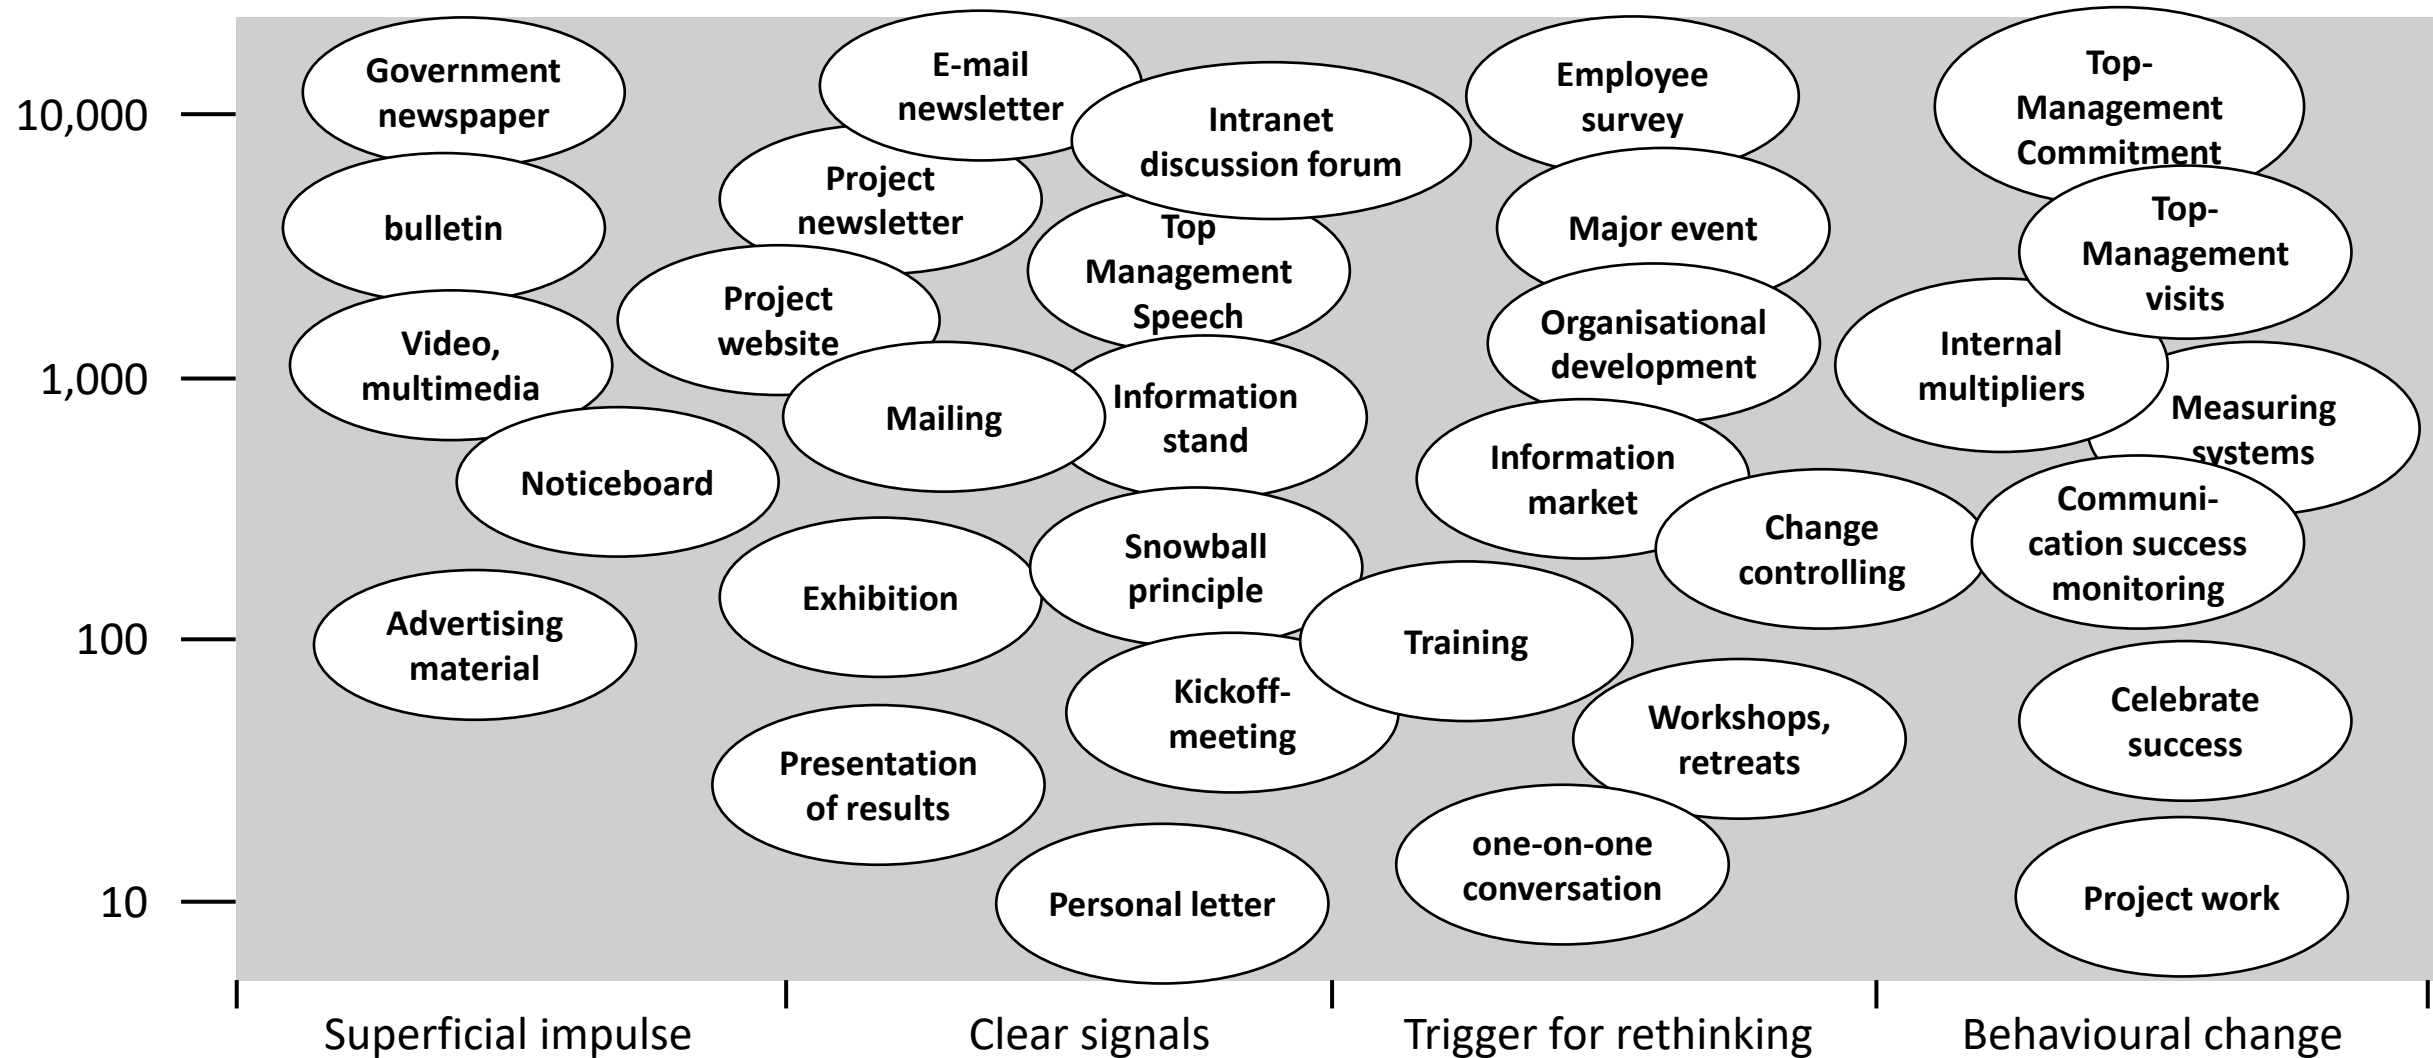 10,000
1,000
100
10
Government
newspaper
bulletin
Video,
multimedia
Noticeboard
Advertising
material
E-mail
newsletter
Project
newsletter
Project
website
Mailing
Exhibition
Presentation
of results
Intranet
discussion forum
Top
Management
Speech
Information
stand
Snowball
principle
Kickoff-
meeting
Personal letter
Employee
survey
Major event
Organisational
development
Information
market
Change
controlling
Training
Workshops,
retreats
one-on-one
conversation
Top-
Management
Commitment
Top-
Management
visits
Internal
multipliers
Measuring
systems
Communi-
cation success
monitoring
Celebrate
success
Project work
Superficial impulse
Clear signals
Trigger for rethinking
Behavioural change